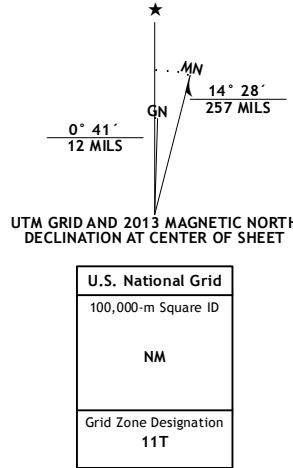 ★
MN
14° 28´
257 MILS
GN
0° 41´
12 MILS
UTM GRID AND 2013 MAGNETIC NORTH
DECLINATION AT CENTER OF SHEET
U.S. National Grid
100,000-m Square ID
NM
Grid Zone Designation
11T